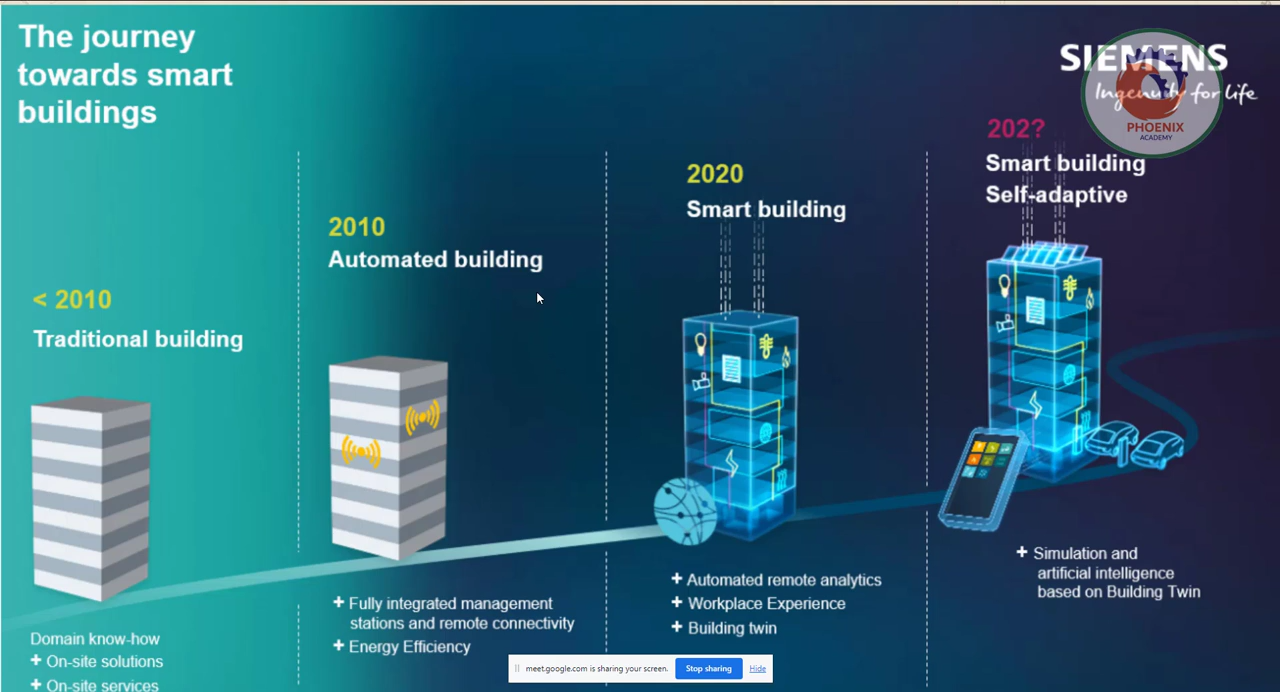 The journey
towards smart
buildings
SIEMENS
Ingenuity for life
PHOENIX
ACADEMY
< 2010
Traditional building
Domain know-how
+ On-site solutions
+ On-site services
2010
Automated building
+ Fully integrated management
stations and remote connectivity
+ Energy Efficiency
2020
Smart building
+ Automated remote analytics
+ Workplace Experience
+ Building twin
202?
Smart building
Self-adaptive
+ Simulation and
artificial intelligence
based on Building Twin
meet.google.com is sharing your screen.
Stop sharing
Hide